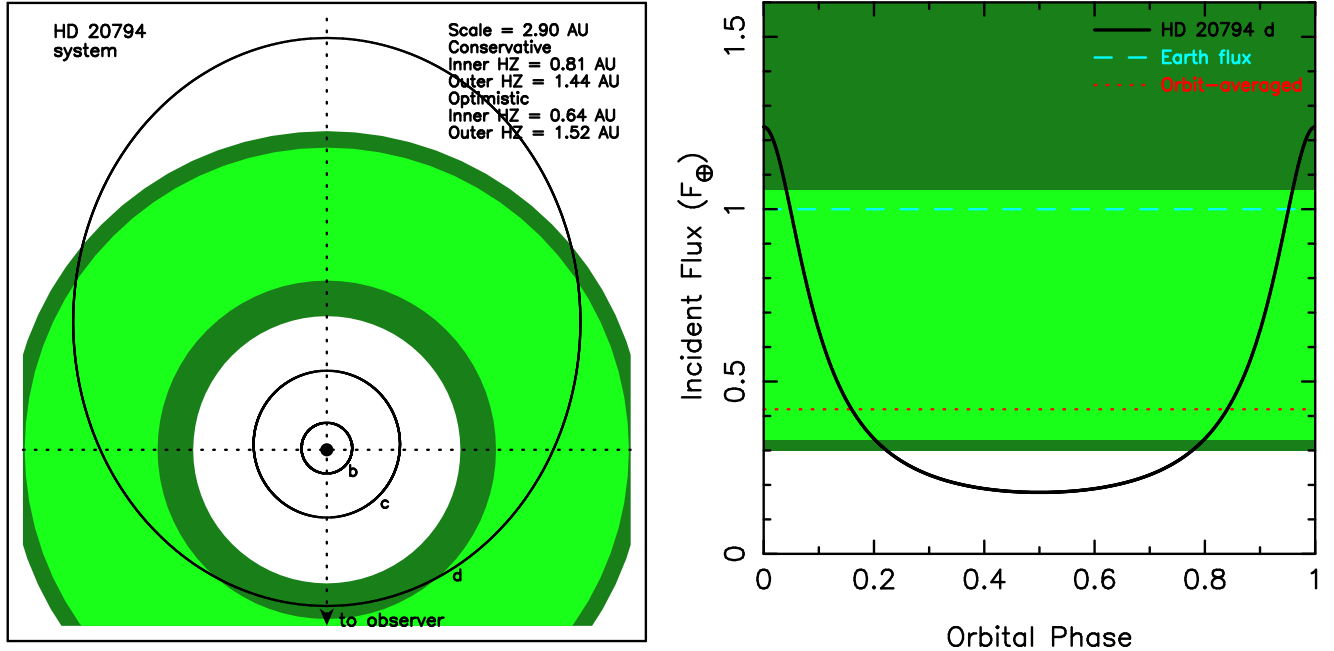 HD 20794
system
Scale = 2.90 AU
Conservative
Inner HZ = 0.81 AU
Outer HZ = 1.44 AU
Optimistic
Inner HZ = 0.64 AU
Outer HZ = 1.52 AU
b
c
d
to observer
HD 20794 d
Earth flux
Orbit-averaged
Incident Flux (F⊕)
1.5
1
0.5
0
0
0.2
0.4
0.6
0.8
1
Orbital Phase